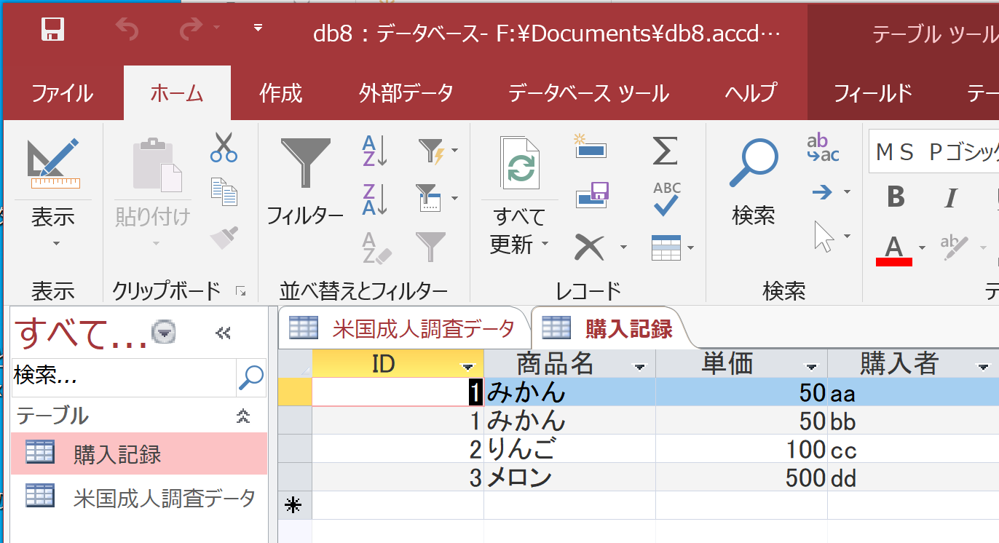 db8 : データベース- F:¥Documents¥db8.accd…
テーブル ツール
ファイル ホーム 作成 外部データ データベース ツール ヘルプ フィールド テー
表示
貼り付け
フィルター
すべて
更新
ABC
検索
ab
ac
MS Pゴシック
B I
A ab
A
Z
Z
A
A
Z
表示 クリップボード 並べ替えとフィルター レコード 検索 テ
すべて...
検索...
テーブル
購入記録
米国成人調査データ
米国成人調査データ 購入記録
ID 商品名 単価 購入者
1 みかん 50 aa
1 みかん 50 bb
2 りんご 100 cc
3 メロン 500 dd